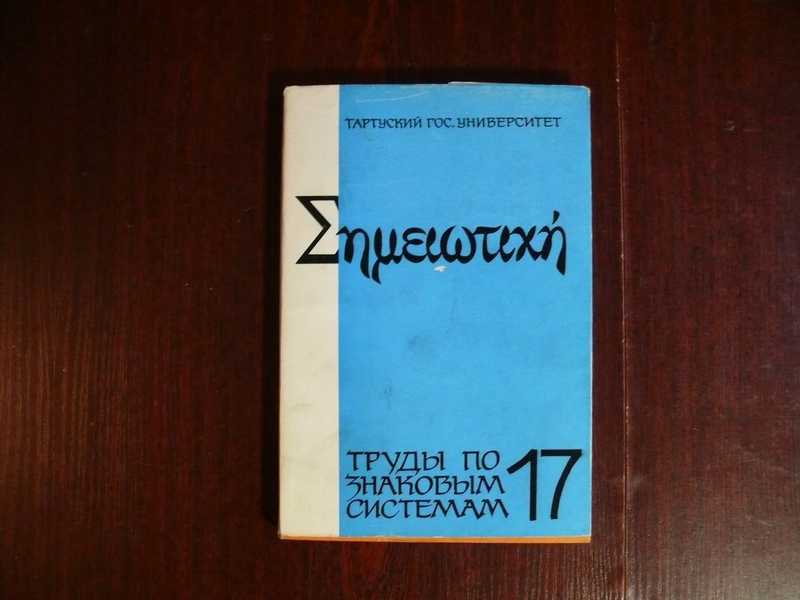 ТАРТУСКИЙ ГОС. УНИВЕРСИТЕТ
Σημειωτική
ТРУДЫ ПО
ЗНАКОВЫМ
СИСТЕМАМ
17